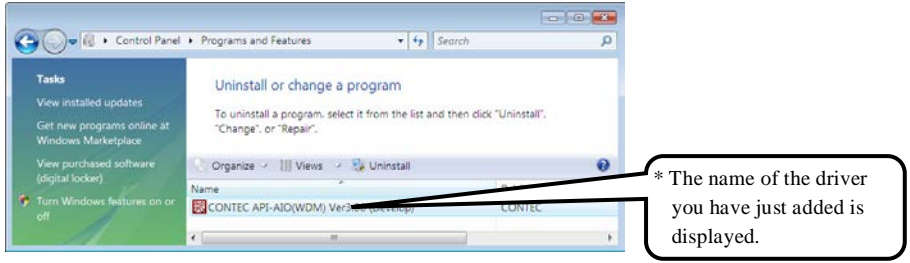 Control Panel ▸ Programs and Features
Search
Tasks
View installed updates
Get new programs online at
Windows Marketplace
View purchased software
(digital locker)
Turn Windows features on or
off
Uninstall or change a program
To uninstall a program, select it from the list and then click "Uninstall",
"Change", or "Repair".
Organize
Views
Uninstall
Name
CONTEC API-AIO(WDM) (Develop)
CONTEC
* The name of the driver
you have just added is
displayed.